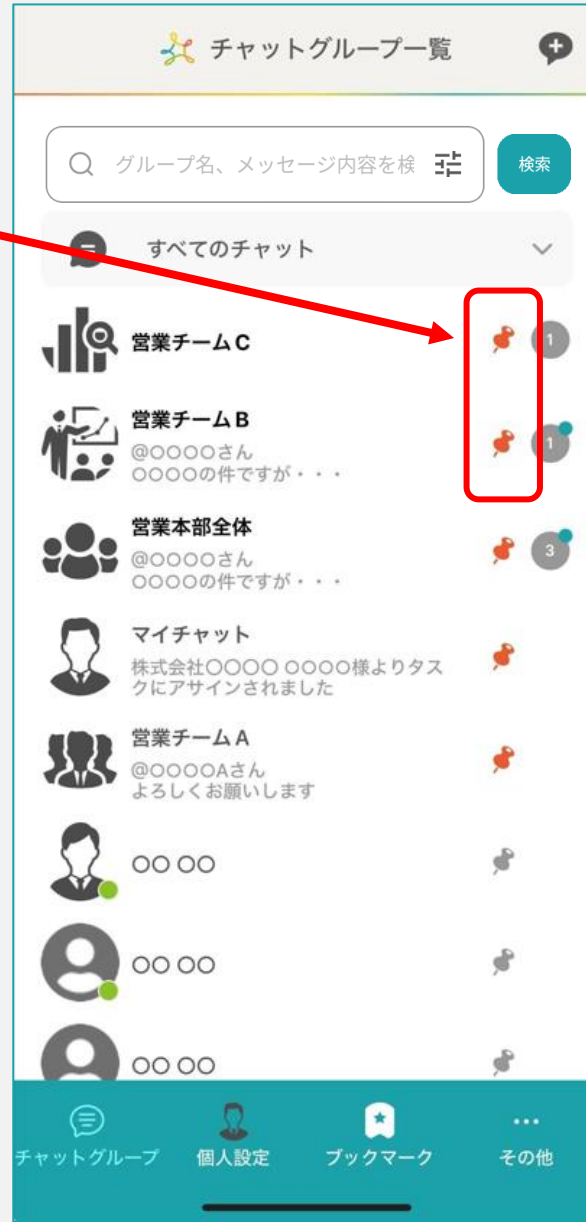 チャットグループ一覧
グループ名、メッセージ内容を検
検索
すべてのチャット
営業チームC
1
営業チームB
@○○○○さん
○○○○の件ですが・・・
1
営業本部全体
@○○○○さん
○○○○の件ですが・・・
3
マイチャット
株式会社○○○○ ○○○○様よりタス
クにアサインされました
営業チームA
@○○○○Aさん
よろしくお願いします
○○ ○○
○○ ○○
○○ ○○
チャットグループ
個人設定
ブックマーク
その他